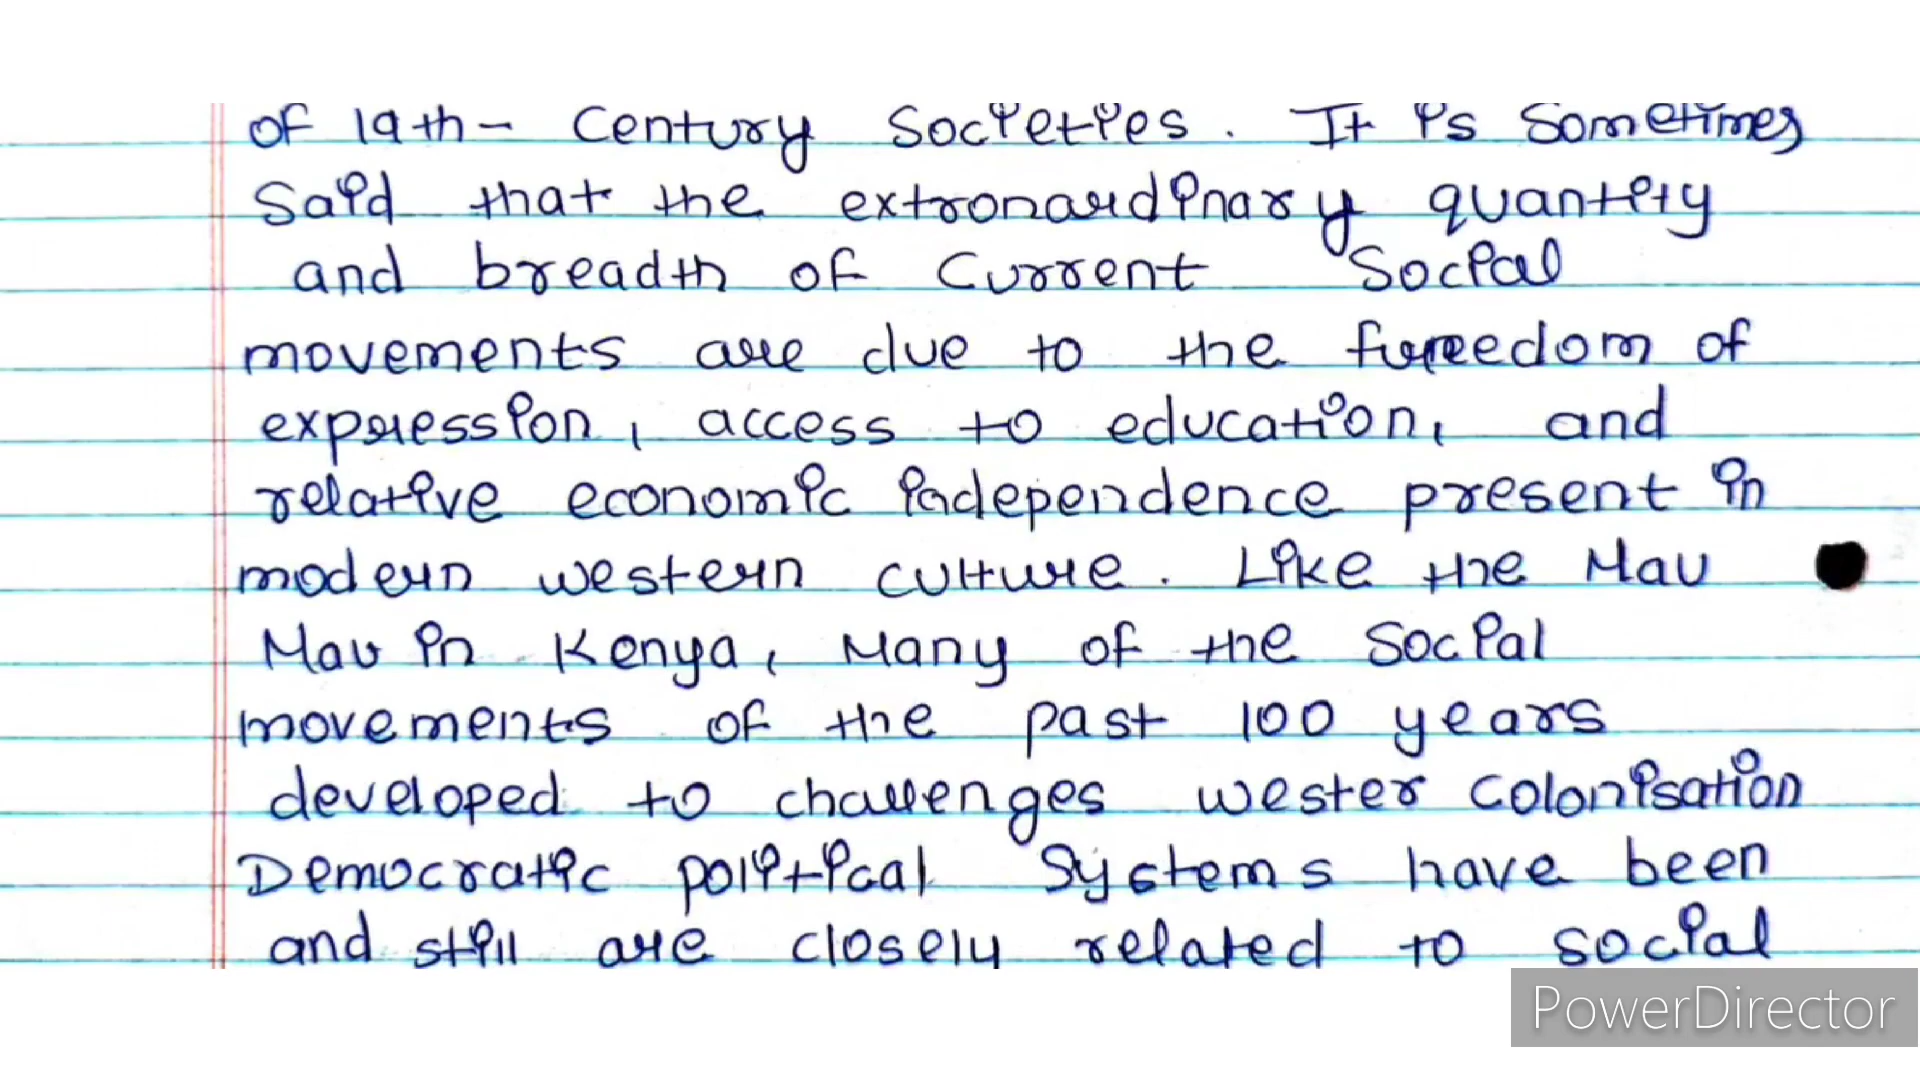 of 19th- Century Societies. It is Sometimes
Said that the extronardinary quantity
and breadth of Current Social
movements are due to the fureedom of
expression, access to education, and
relative economic independence present in
modern western culture. Like the Mau
Mau in Kenya, Many of the Social
movements of the past 100 years
developed to challenges wester colonisation
Democratic political Systems have been
and still are closely related to social
PowerDirector